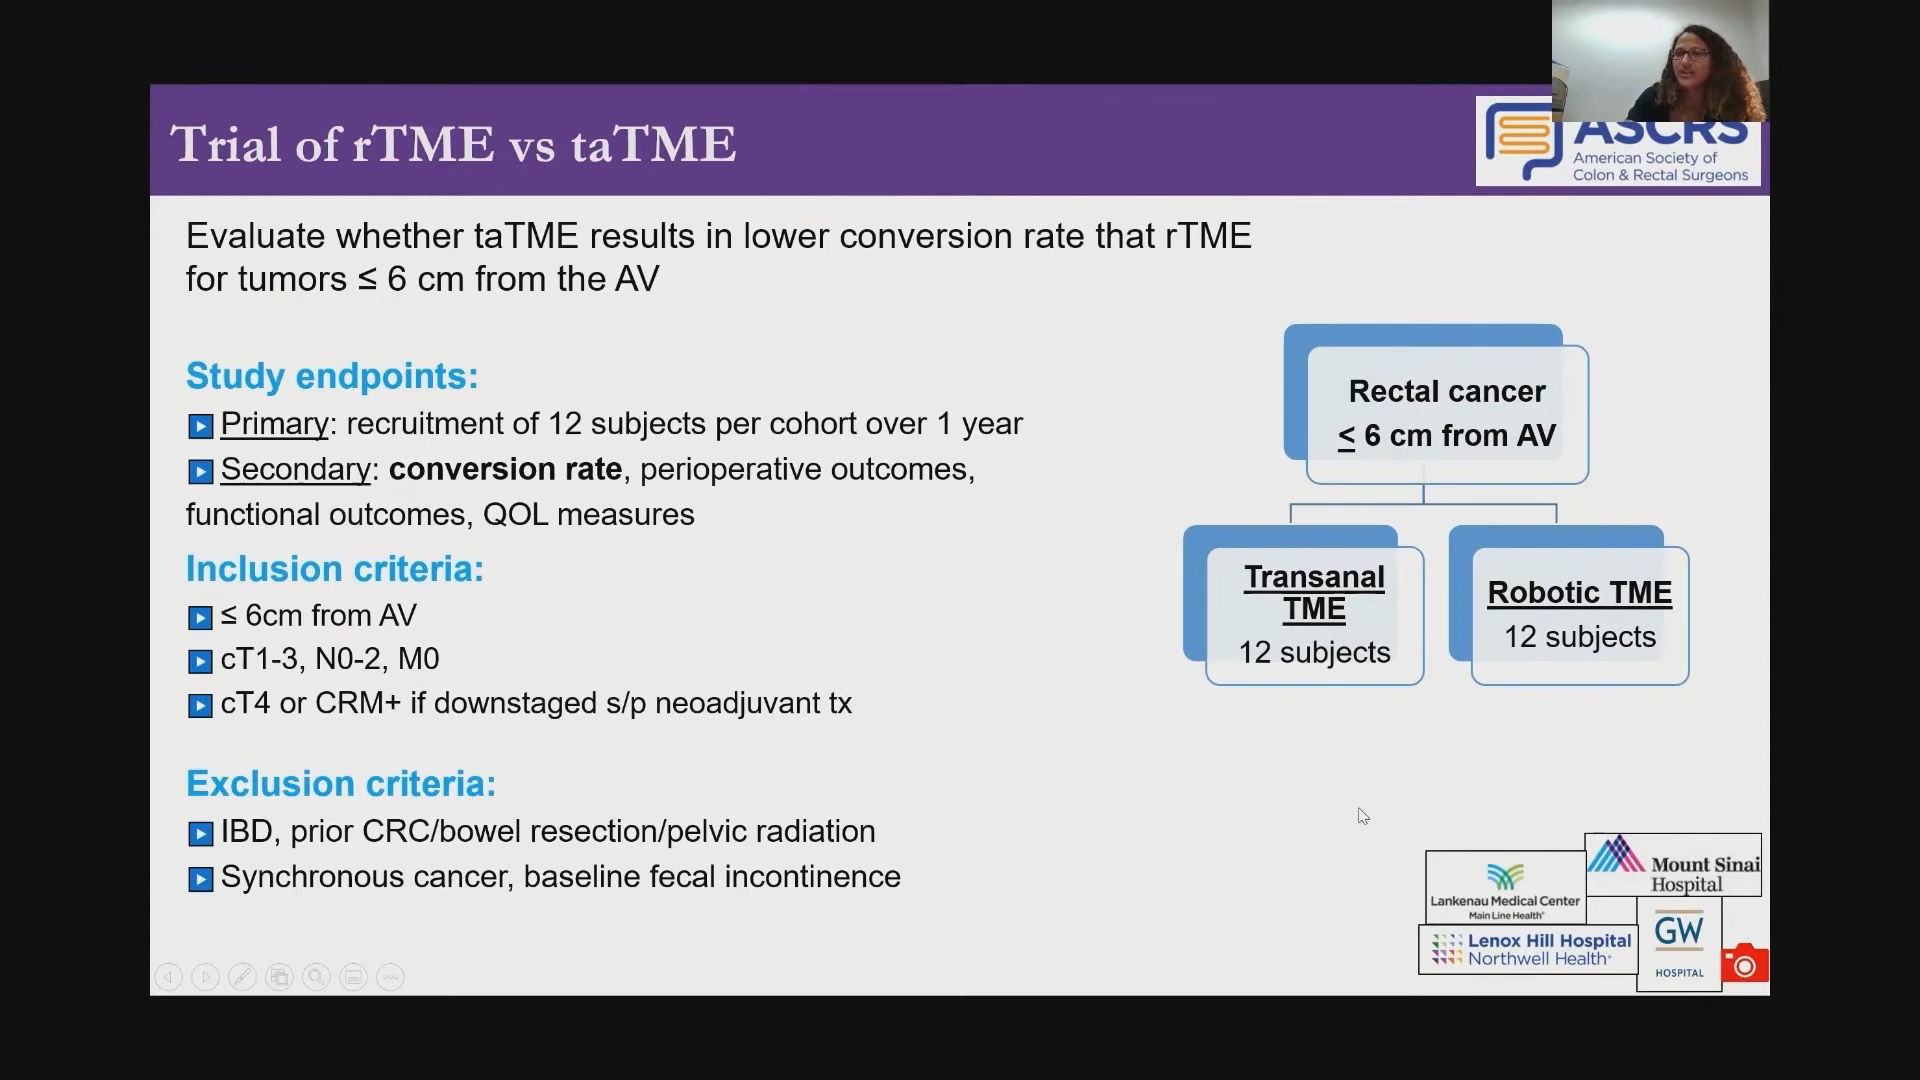 Trial of rTME vs taTME
ASCRS
American Society of
Colon & Rectal Surgeons
Evaluate whether taTME results in lower conversion rate that rTME
for tumors ≤ 6 cm from the AV
Study endpoints:
Primary: recruitment of 12 subjects per cohort over 1 year
Secondary: conversion rate, perioperative outcomes,
functional outcomes, QOL measures
Inclusion criteria:
≤ 6cm from AV
cT1-3, N0-2, M0
cT4 or CRM+ if downstaged s/p neoadjuvant tx
Exclusion criteria:
IBD, prior CRC/bowel resection/pelvic radiation
Synchronous cancer, baseline fecal incontinence
Rectal cancer
≤ 6 cm from AV
Transanal
TME
12 subjects
Robotic TME
12 subjects
Mount Sinai
Hospital
Lankenau Medical Center
Main Line Health
Lenox Hill Hospital
Northwell Health
GW
HOSPITAL